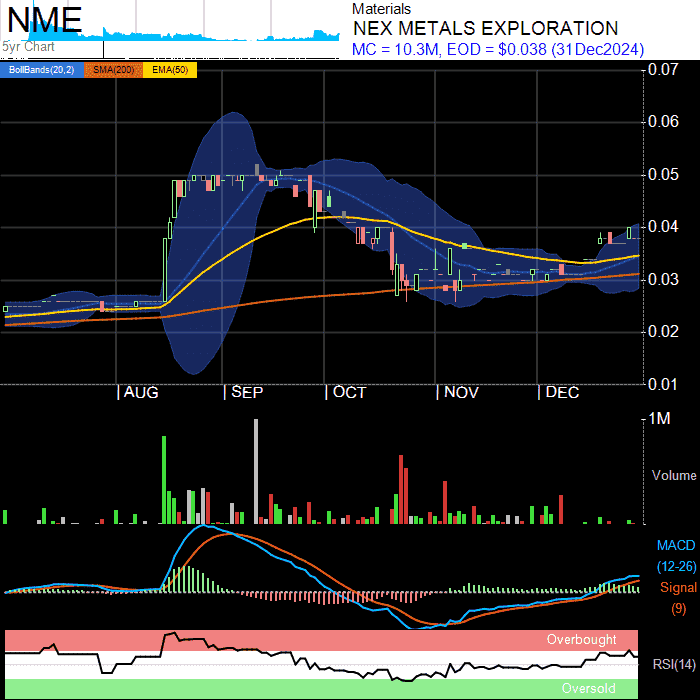 NME
5yr Chart
Materials
NEX METALS EXPLORATION
MC = 10.3M, EOD = $0.038 (31Dec2024)
BollBands(20,2) SMA(200) EMA(50)
0.07
0.06
0.05
0.04
0.03
0.02
0.01
AUG SEP OCT NOV DEC
1M
Volume
MACD
(12-26)
Signal
(9)
Overbought
RSI(14)
Oversold